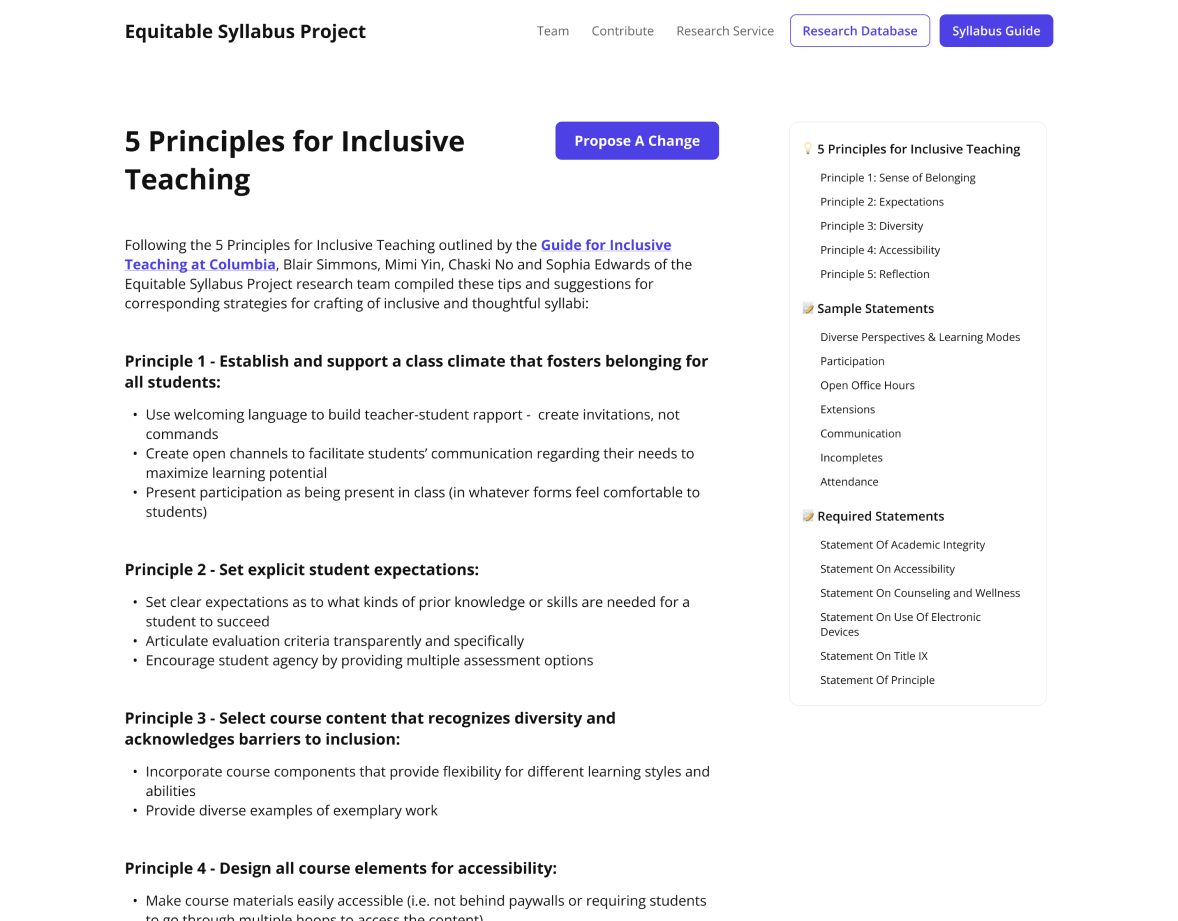 Equitable Syllabus Project
Team
Contribute
Research Service
Research Database
Syllabus Guide
5 Principles for Inclusive
Teaching
Propose A Change
Following the 5 Principles for Inclusive Teaching outlined by the Guide for Inclusive
Teaching at Columbia, Blair Simmons, Mimi Yin, Chaski No and Sophia Edwards of the
Equitable Syllabus Project research team compiled these tips and suggestions for
corresponding strategies for crafting of inclusive and thoughtful syllabi:
Principle 1 - Establish and support a class climate that fosters belonging for
all students:
• Use welcoming language to build teacher-student rapport -  create invitations, not
commands
• Create open channels to facilitate students’ communication regarding their needs to
maximize learning potential
• Present participation as being present in class (in whatever forms feel comfortable to
students)
Principle 2 - Set explicit student expectations:
• Set clear expectations as to what kinds of prior knowledge or skills are needed for a
student to succeed
• Articulate evaluation criteria transparently and specifically
• Encourage student agency by providing multiple assessment options
Principle 3 - Select course content that recognizes diversity and
acknowledges barriers to inclusion:
• Incorporate course components that provide flexibility for different learning styles and
abilities
• Provide diverse examples of exemplary work
Principle 4 - Design all course elements for accessibility:
• Make course materials easily accessible (i.e. not behind paywalls or requiring students
to go through multiple hoops to access the content)
💡 5 Principles for Inclusive Teaching
Principle 1: Sense of Belonging
Principle 2: Expectations
Principle 3: Diversity
Principle 4: Accessibility
Principle 5: Reflection
📝 Sample Statements
Diverse Perspectives & Learning Modes
Participation
Open Office Hours
Extensions
Communication
Incompletes
Attendance
📝 Required Statements
Statement Of Academic Integrity
Statement On Accessibility
Statement On Counseling and Wellness
Statement On Use Of Electronic
Devices
Statement On Title IX
Statement Of Principle